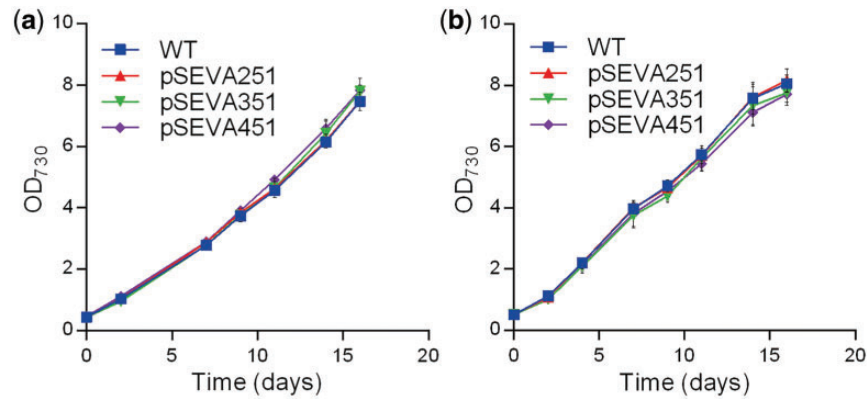 (a)
10
8
6
4
2
0
OD730
WT
pSEVA251
pSEVA351
pSEVA451
0 5 10 15 20
Time (days)
(b)
10
8
6
4
2
0
OD730
WT
pSEVA251
pSEVA351
pSEVA451
0 5 10 15 20
Time (days)